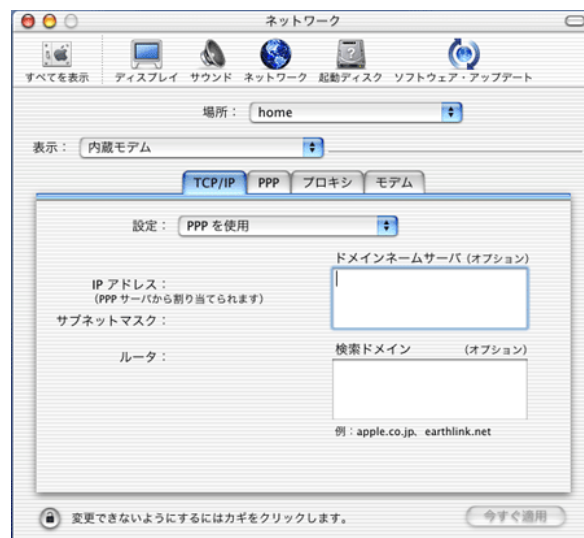 ネットワーク
すべてを表示 ディスプレイ サウンド ネットワーク 起動ディスク ソフトウェア・アップデート
場所： home
表示： 内蔵モデム
TCP/IP PPP プロキシ モデム
設定： PPP を使用
ドメインネームサーバ (オプション)
IP アドレス：
（PPP サーバから割り当てられます）
サブネットマスク：
ルータ：
検索ドメイン (オプション)
例：apple.co.jp、earthlink.net
変更できないようにするにはカギをクリックします。
今すぐ適用